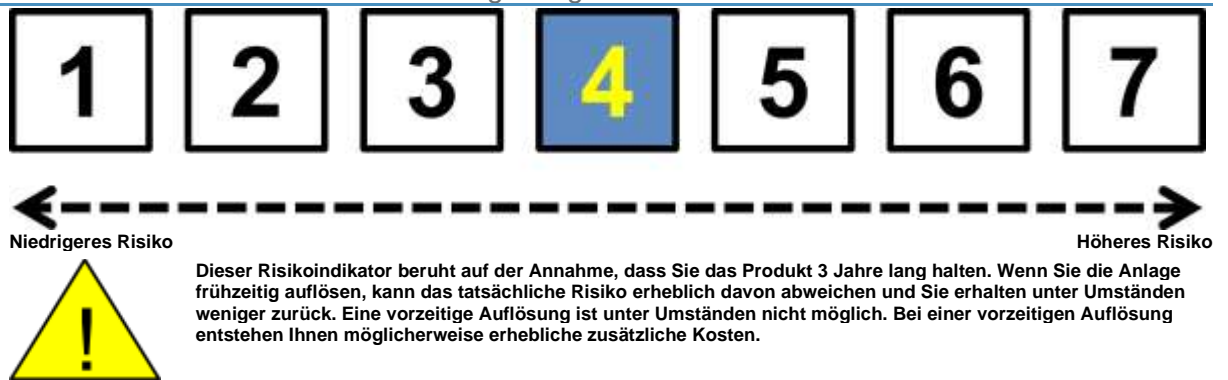 1 2 3 4 5 6 7
Niedrigeres Risiko Höheres Risiko
!
Dieser Risikoindikator beruht auf der Annahme, dass Sie das Produkt 3 Jahre lang halten. Wenn Sie die Anlage
frühzeitig auflösen, kann das tatsächliche Risiko erheblich davon abweichen und Sie erhalten unter Umständen
weniger zurück. Eine vorzeitige Auflösung ist unter Umständen nicht möglich. Bei einer vorzeitigen Auflösung
entstehen Ihnen möglicherweise erhebliche zusätzliche Kosten.